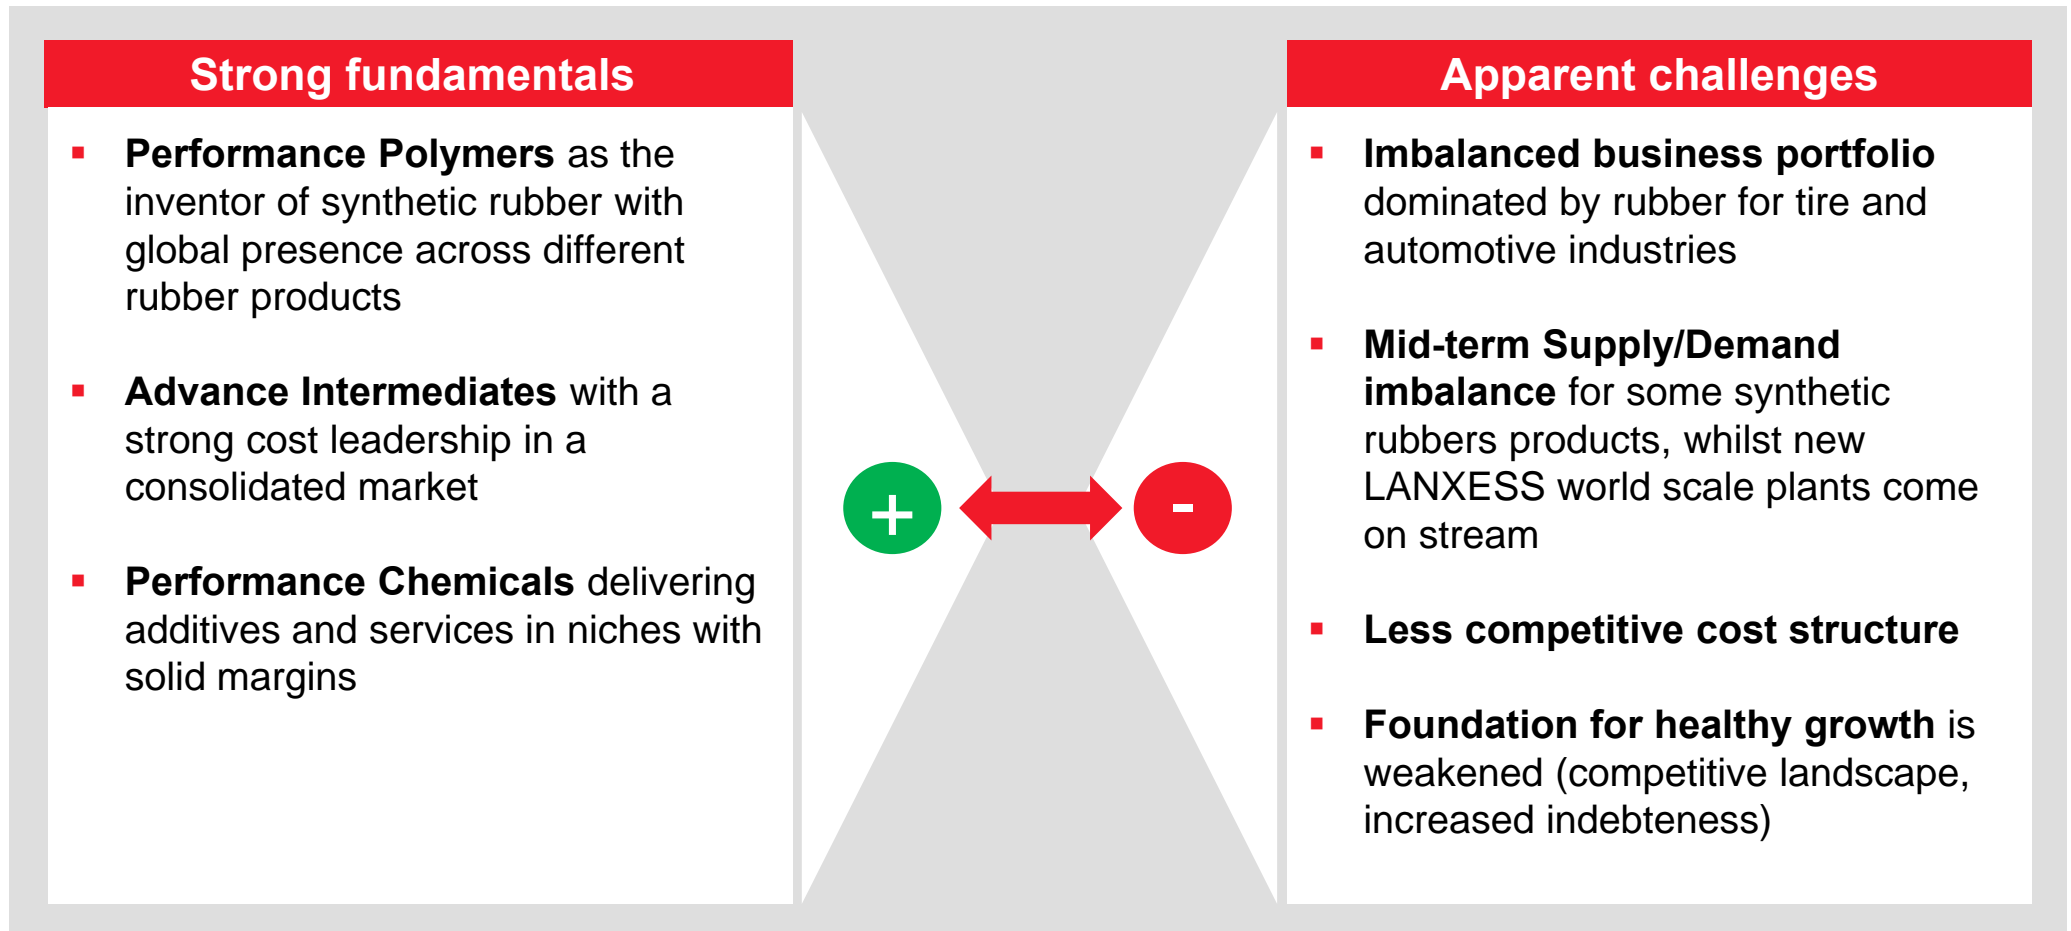 Strong fundamentals
Performance Polymers as the
inventor of synthetic rubber with
global presence across different
rubber products
Advance Intermediates with a
strong cost leadership in a
consolidated market
Performance Chemicals delivering
additives and services in niches with
solid margins
+
-
Apparent challenges
Imbalanced business portfolio
dominated by rubber for tire and
automotive industries
Mid-term Supply/Demand
imbalance for some synthetic
rubbers products, whilst new
LANXESS world scale plants come
on stream
Less competitive cost structure
Foundation for healthy growth is
weakened (competitive landscape,
increased indebteness)